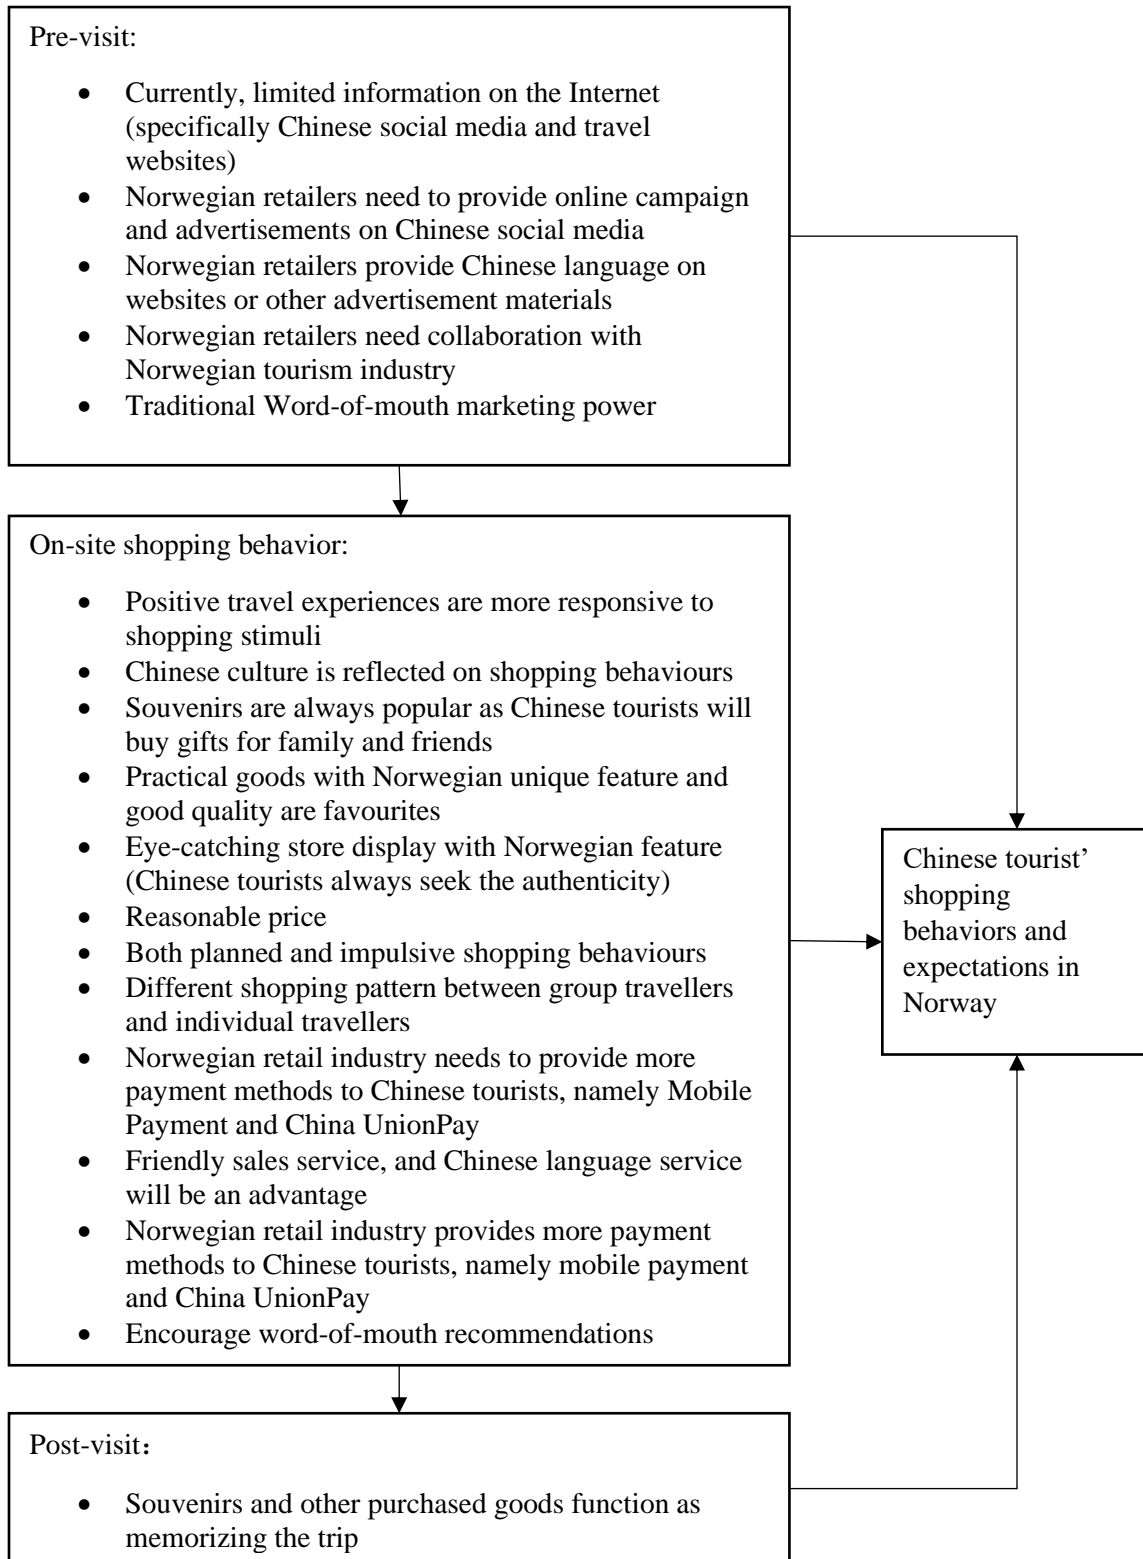 Pre-visit:
• Currently, limited information on the Internet
(specifically Chinese social media and travel
websites)
• Norwegian retailers need to provide online campaign
and advertisements on Chinese social media
• Norwegian retailers provide Chinese language on
websites or other advertisement materials
• Norwegian retailers need collaboration with
Norwegian tourism industry
• Traditional Word-of-mouth marketing power
On-site shopping behavior:
• Positive travel experiences are more responsive to
shopping stimuli
• Chinese culture is reflected on shopping behaviours
• Souvenirs are always popular as Chinese tourists will
buy gifts for family and friends
• Practical goods with Norwegian unique feature and
good quality are favourites
• Eye-catching store display with Norwegian feature
(Chinese tourists always seek the authenticity)
• Reasonable price
• Both planned and impulsive shopping behaviours
• Different shopping pattern between group travellers
and individual travellers
• Norwegian retail industry needs to provide more
payment methods to Chinese tourists, namely Mobile
Payment and China UnionPay
• Friendly sales service, and Chinese language service
will be an advantage
• Norwegian retail industry provides more payment
methods to Chinese tourists, namely mobile payment
and China UnionPay
• Encourage word-of-mouth recommendations
Post-visit：
• Souvenirs and other purchased goods function as
memorizing the trip
Chinese tourist’
shopping
behaviors and
expectations in
Norway